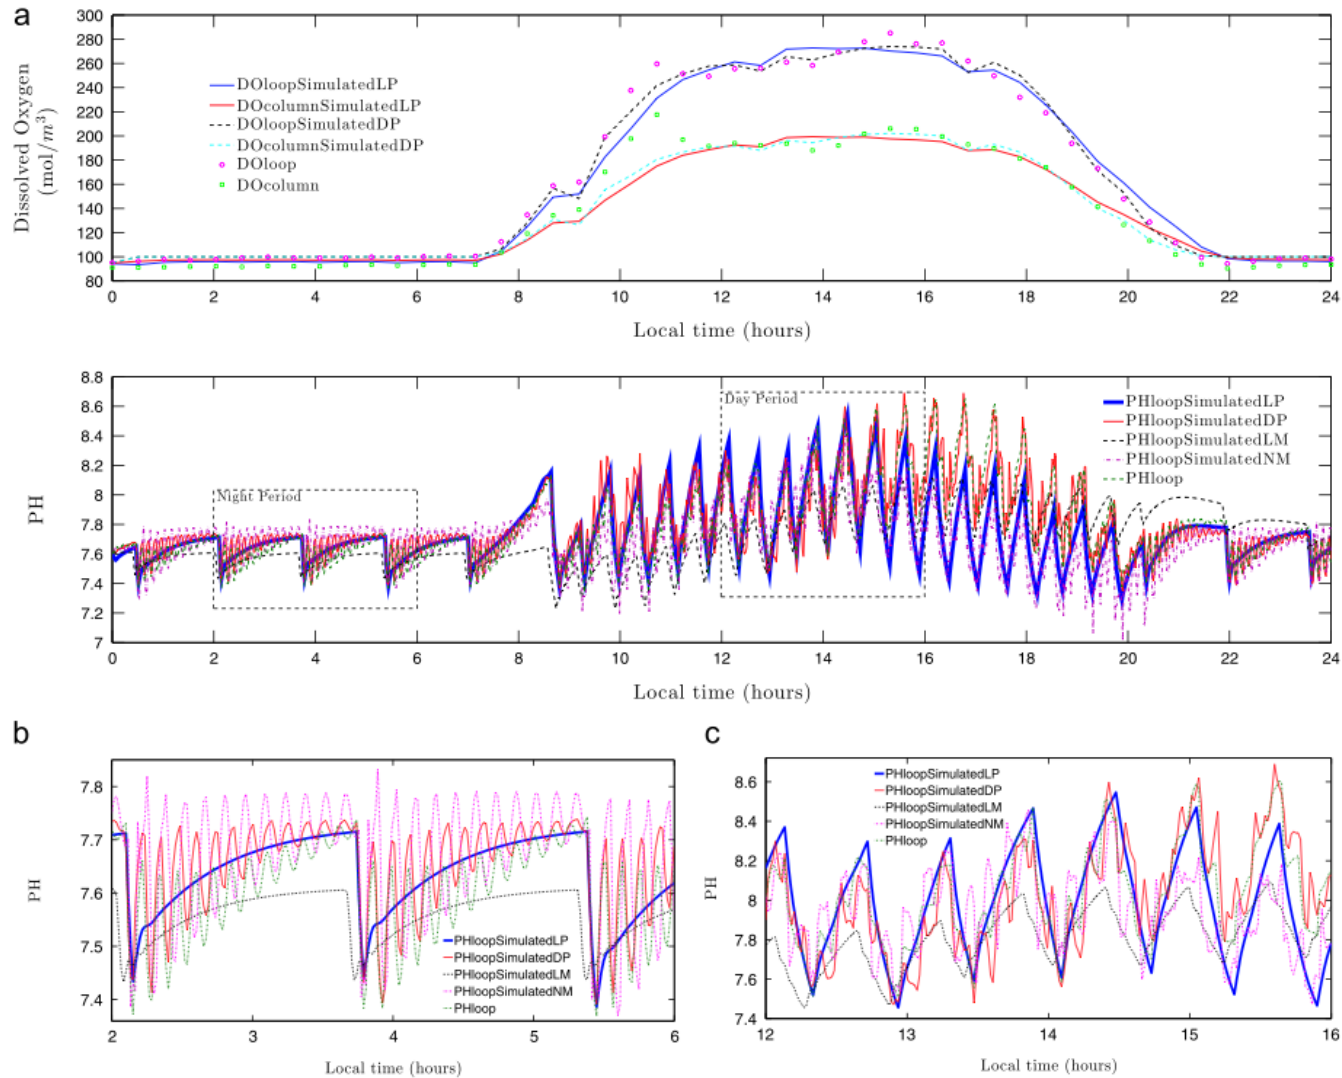 a
300
280
260
240
220
200
180
160
140
120
100
80
Dissolved Oxygen
(mol/m³)
DOloopSimulatedLP
DOcolumnSimulatedLP
DOloopSimulatedDP
DOcolumnSimulatedDP
DOloop
DOcolumn
0 2 4 6 8 10 12 14 16 18 20 22 24
Local time (hours)
8.8
8.6
8.4
8.2
8
7.8
7.6
7.4
7.2
7
PH
Night Period
Day Period
PHloopSimulatedLP
PHloopSimulatedDP
PHloopSimulatedLM
PHloopSimulatedNM
PHloop
0 2 4 6 8 10 12 14 16 18 20 22 24
Local time (hours)
b
7.8
7.7
7.6
7.5
7.4
PH
PHloopSimulatedLP
PHloopSimulatedDP
PHloopSimulatedLM
PHloopSimulatedNM
PHloop
2 3 4 5 6
Local time (hours)
c
8.6
8.4
8.2
8
7.8
7.6
7.4
PH
PHloopSimulatedLP
PHloopSimulatedDP
PHloopSimulatedLM
PHloopSimulatedNM
PHloop
12 13 14 15 16
Local time (hours)